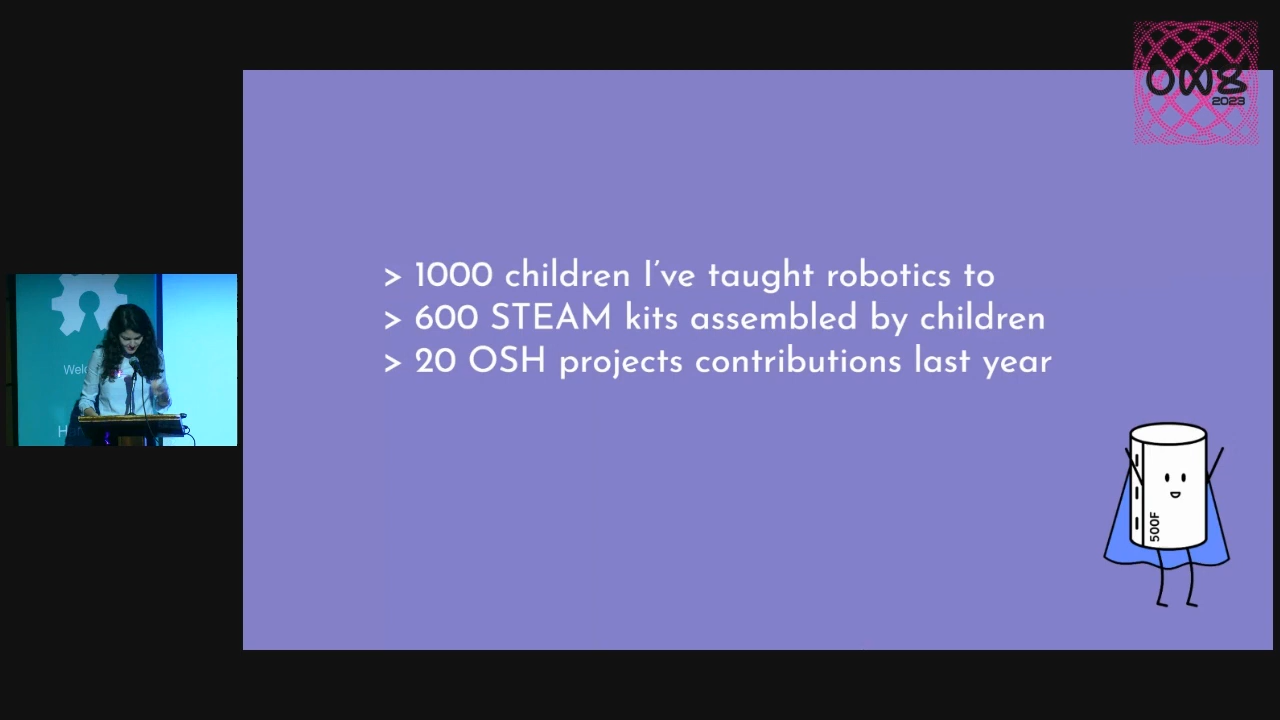 OW8
2023
> 1000 children I've taught robotics to
> 600 STEAM kits assembled by children
> 20 OSH projects contributions last year
500F